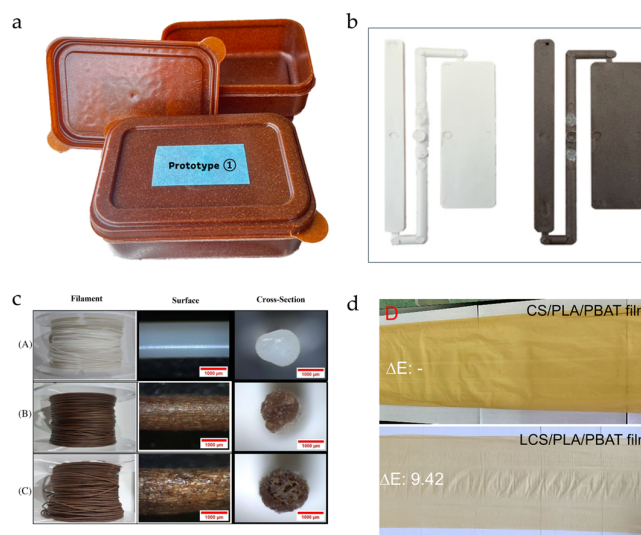 a
b
Prototype ①
c
Filament Surface Cross-Section
(A)
1000 μm
1000 μm
(B)
1000 μm
1000 μm
(C)
1000 μm
1000 μm
d
D
CS/PLA/PBAT film
ΔE: -
LCS/PLA/PBAT film
ΔE: 9.42